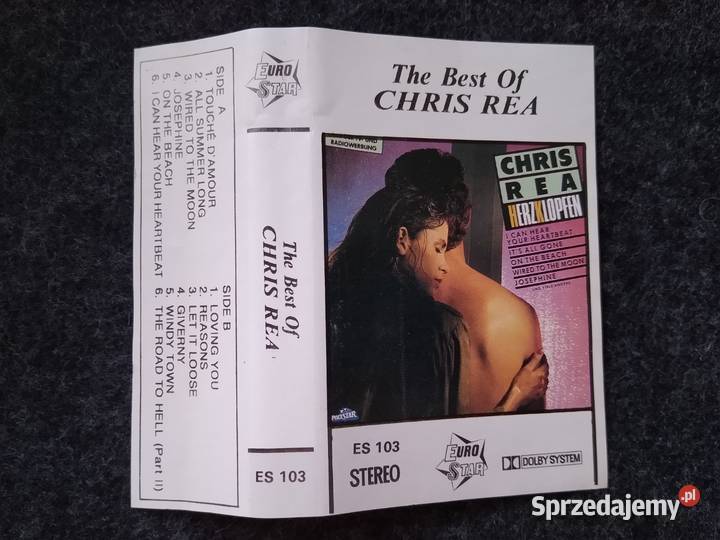 SIDE A
1. TOUCHÉ D'AMOUR
2. ALL SUMMER LONG
3. WIRED TO THE MOON
4. JOSEPHINE
5. ON THE BEACH
6. I CAN HEAR YOUR HEARTBEAT
SIDE B
1. LOVING YOU
2. REASONS
3. LET IT LOOSE
4. GIVERNY
5. WINDY TOWN
6. THE ROAD TO HELL (Part II)
EURO
STAR
The Best Of
CHRIS REA
ES 103
The Best Of
CHRIS REA
UND
RADIOWERBUNG
CHRIS
REA
HERZKLOPFEN
I CAN HEAR
YOUR HEARTBEAT
IT'S ALL GONE
ON THE BEACH
WIRED TO THE MOON
JOSEPHINE
POLYSTAR
ES 103
STEREO
EURO
STAR
DOLBY SYSTEM
Sprzedajemy.pl